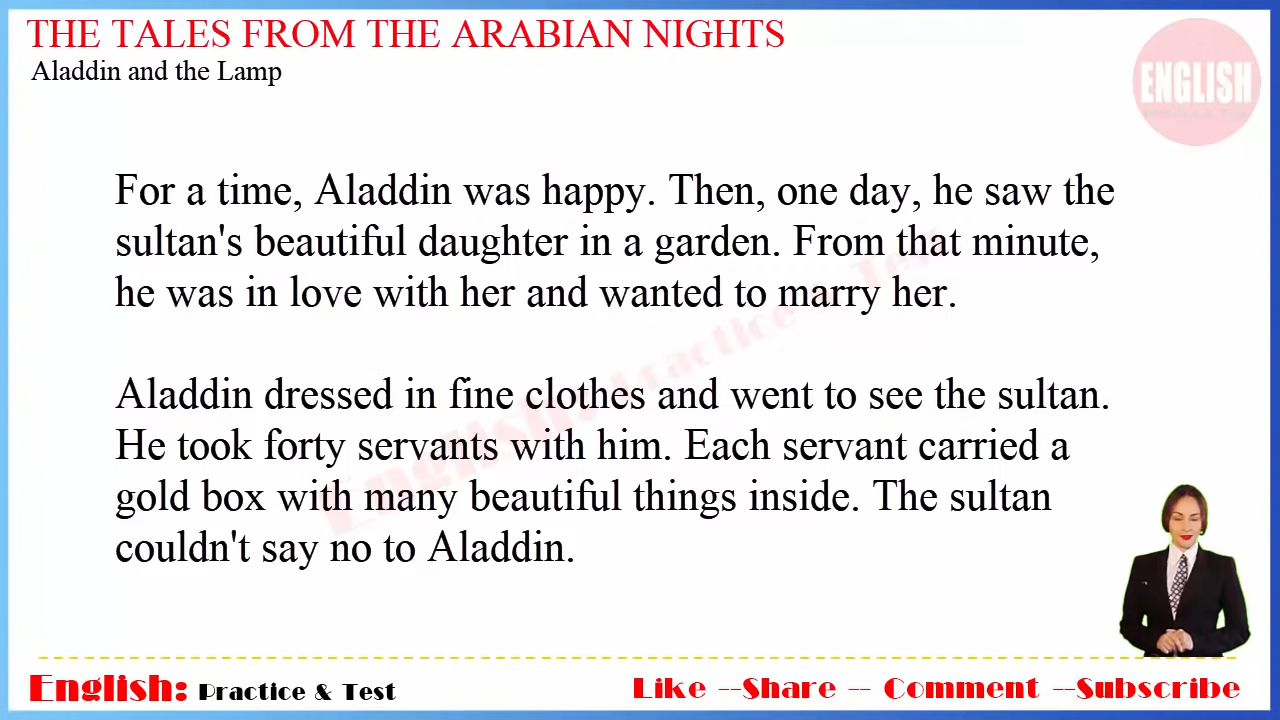 THE TALES FROM THE ARABIAN NIGHTS
Aladdin and the Lamp
ENGLISH
For a time, Aladdin was happy. Then, one day, he saw the
sultan's beautiful daughter in a garden. From that minute,
he was in love with her and wanted to marry her.
Aladdin dressed in fine clothes and went to see the sultan.
He took forty servants with him. Each servant carried a
gold box with many beautiful things inside. The sultan
couldn't say no to Aladdin.
English: Practice & Test
English: Practice & Test
Like --Share -- Comment --Subscribe